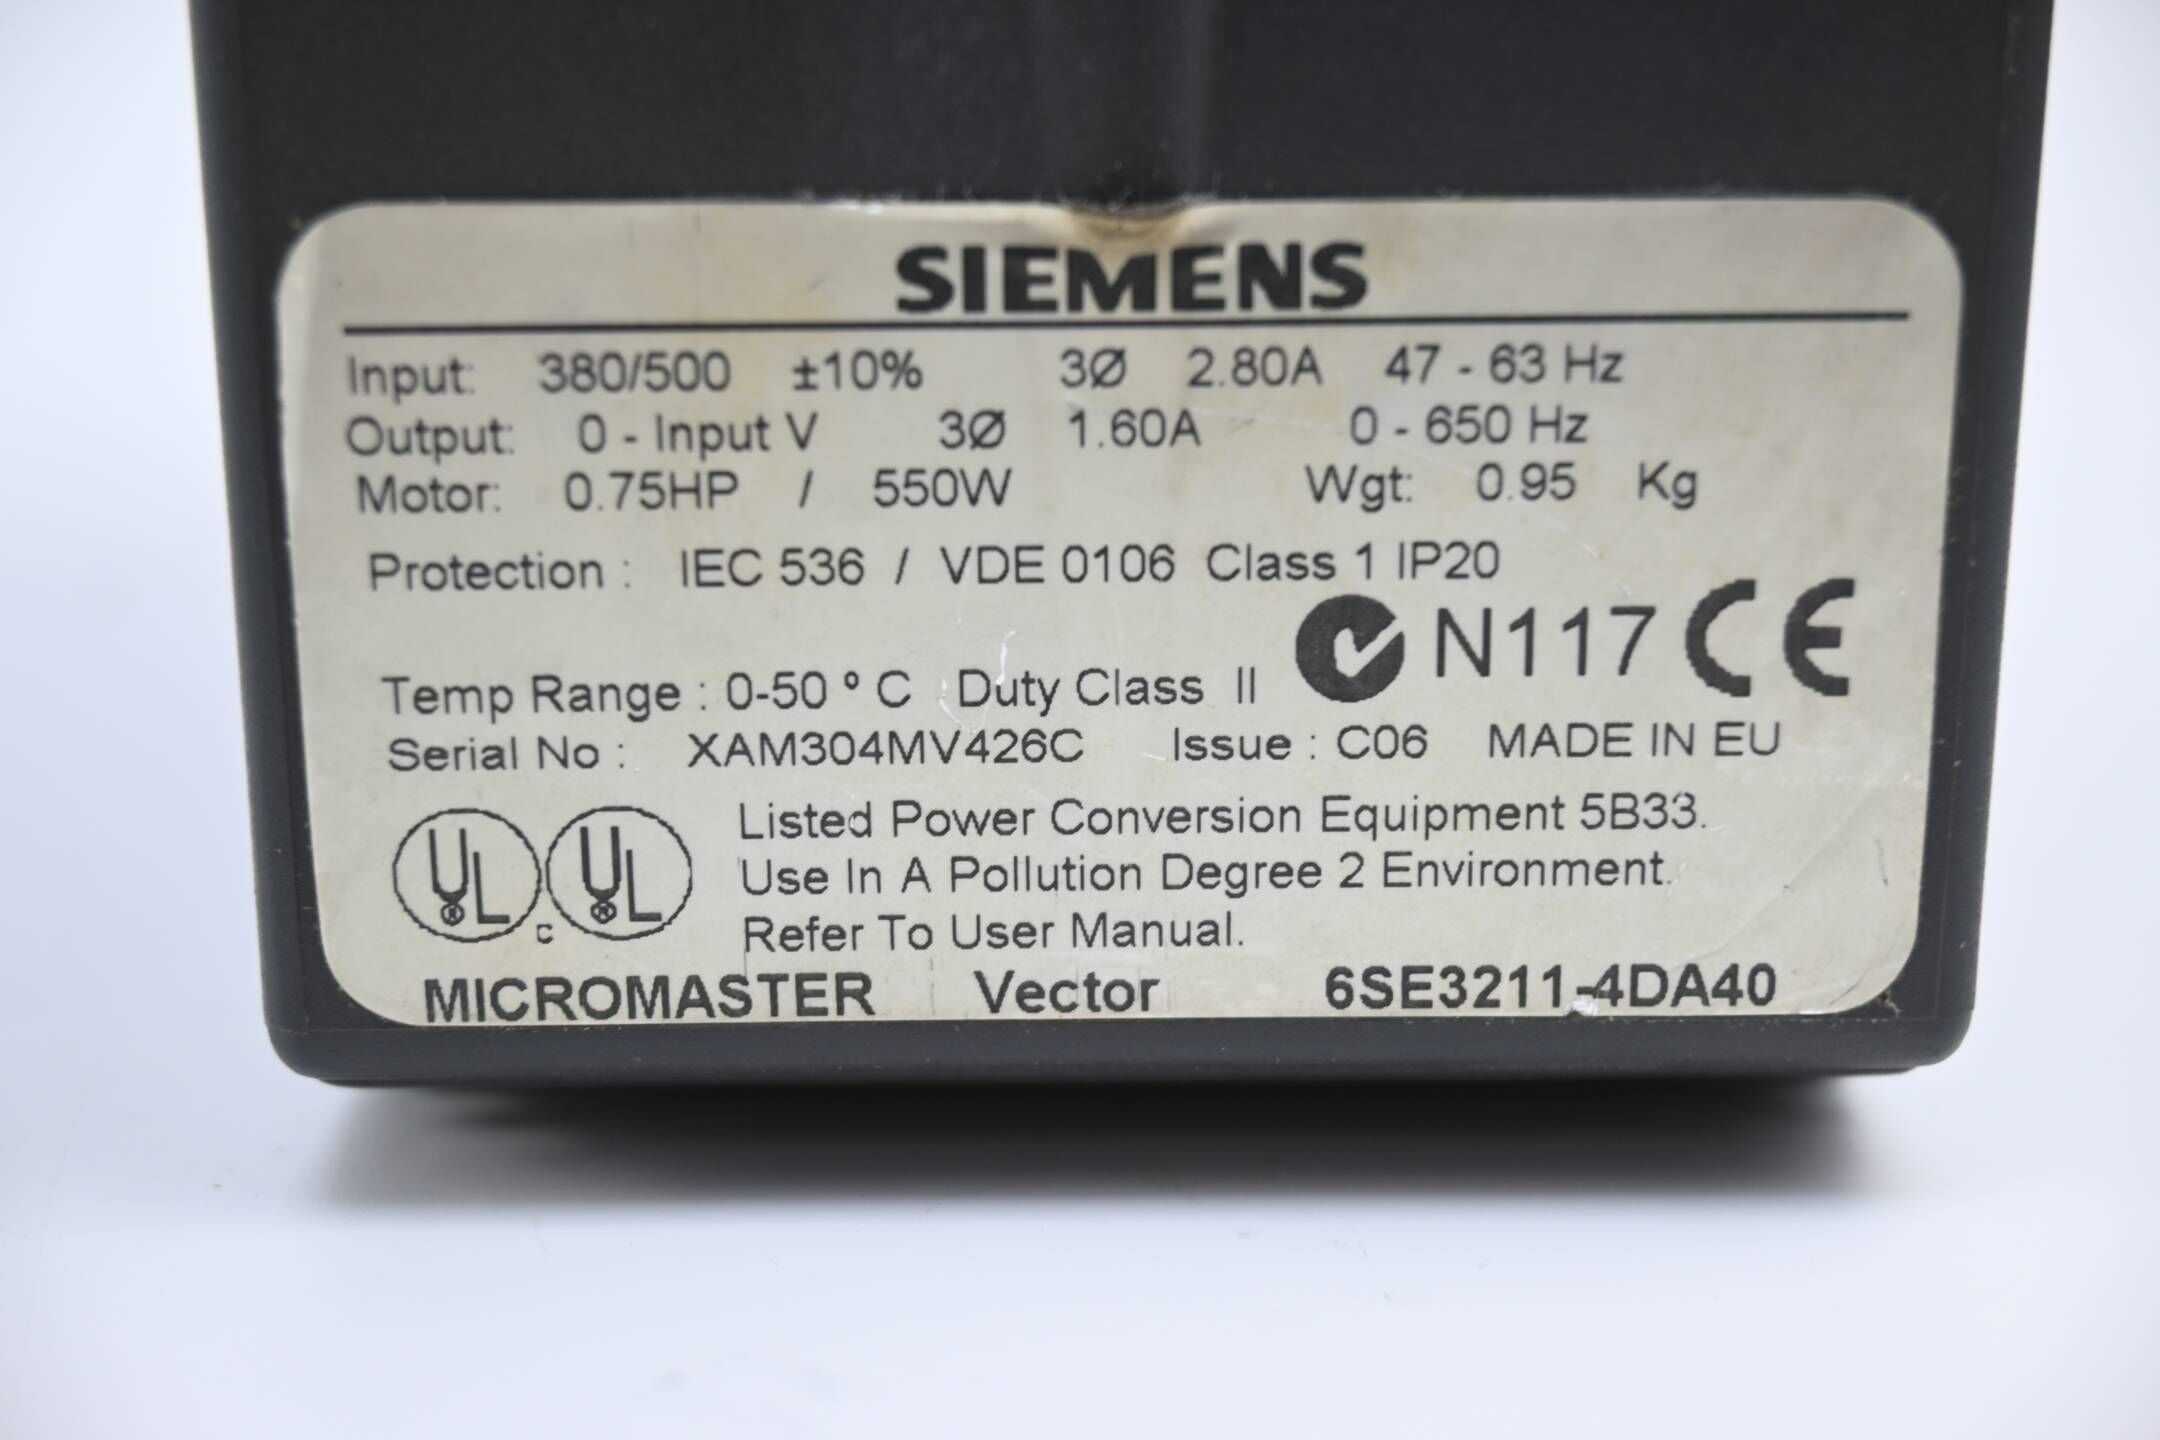 SIEMENS
Input: 380/500 ±10% 3Ø 2.80A 47 - 63 Hz
Output: 0 - Input V 3Ø 1.60A 0 - 650 Hz
Motor: 0.75HP / 550W Wgt: 0.95 Kg
Protection : IEC 536 / VDE 0106 Class 1 IP20
N117 CE
Temp Range : 0-50 º C Duty Class II
Serial No : XAM304MV426C Issue : C06 MADE IN EU
UL ® c UL ®
Listed Power Conversion Equipment 5B33.
Use In A Pollution Degree 2 Environment.
Refer To User Manual.
MICROMASTER Vector 6SE3211-4DA40